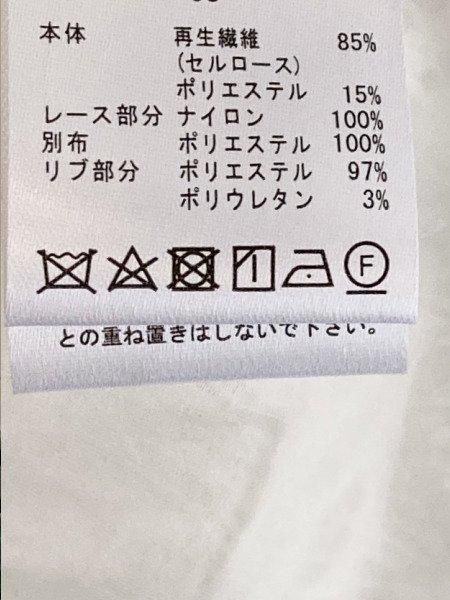 本体 再生繊維 85%
(セルロース)
ポリエステル 15%
レース部分 ナイロン 100%
別布 ポリエステル 100%
リブ部分 ポリエステル 97%
ポリウレタン 3%
F
との重ね置きはしないで下さい。